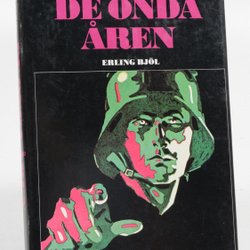 DE ONDA
ÅREN
ERLING BJÖL